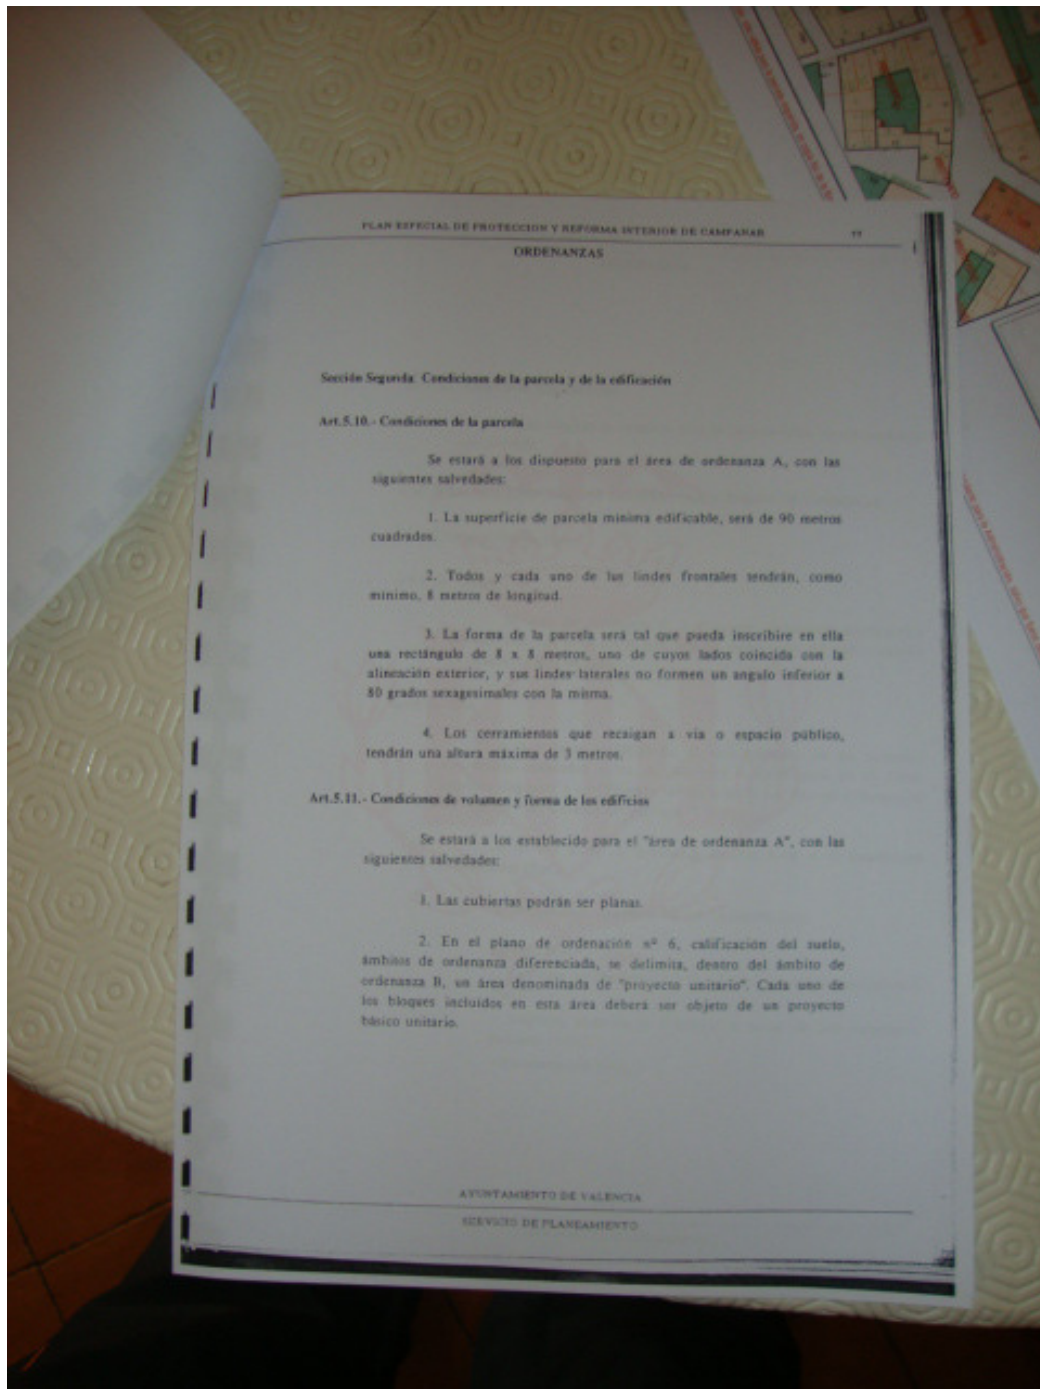 PLAN ESPECIAL DE PROTECCION Y REFORMA INTERIOR DE CAMPANAR
ORDENANZAS
Sección Segunda: Condiciones de la parcela y de la edificación
Art.5.10.- Condiciones de la parcela
Se estará a los dispuesto para el área de ordenanza A, con las
siguientes salvedades:
1. La superficie de parcela mínima edificable, será de 90 metros
cuadrados.
2. Todos y cada uno de lus lindes frontales tendrán, como
mínimo, 8 metros de longitud.
3. La forma de la parcela será tal que pueda inscribire en ella
una rectángulo de 8 x 8 metros, uno de cuyos lados coincida con la
alineación exterior, y sus lindes laterales no formen un angulo inferior a
80 grados sexagesimales con la misma.
4. Los cerramientos que recaigan a via o espacio público,
tendrán una altura máxima de 3 metros.
Art.5.11.- Condiciones de volumen y forma de los edificios
Se estará a los establecido para el "área de ordenanza A", con las
siguientes salvedades:
1. Las cubiertas podrán ser planas.
2. En el plano de ordenación nº 6, calificación del suelo,
ámbitos de ordenanza diferenciada, se delimita, dentro del ámbito de
ordenanza B, un área denominada de "proyecto unitario". Cada uno de
los bloques incluidos en esta área deberá ser objeto de un proyecto
básico unitario.
AYUNTAMIENTO DE VALENCIA
SERVICIO DE PLANEAMIENTO